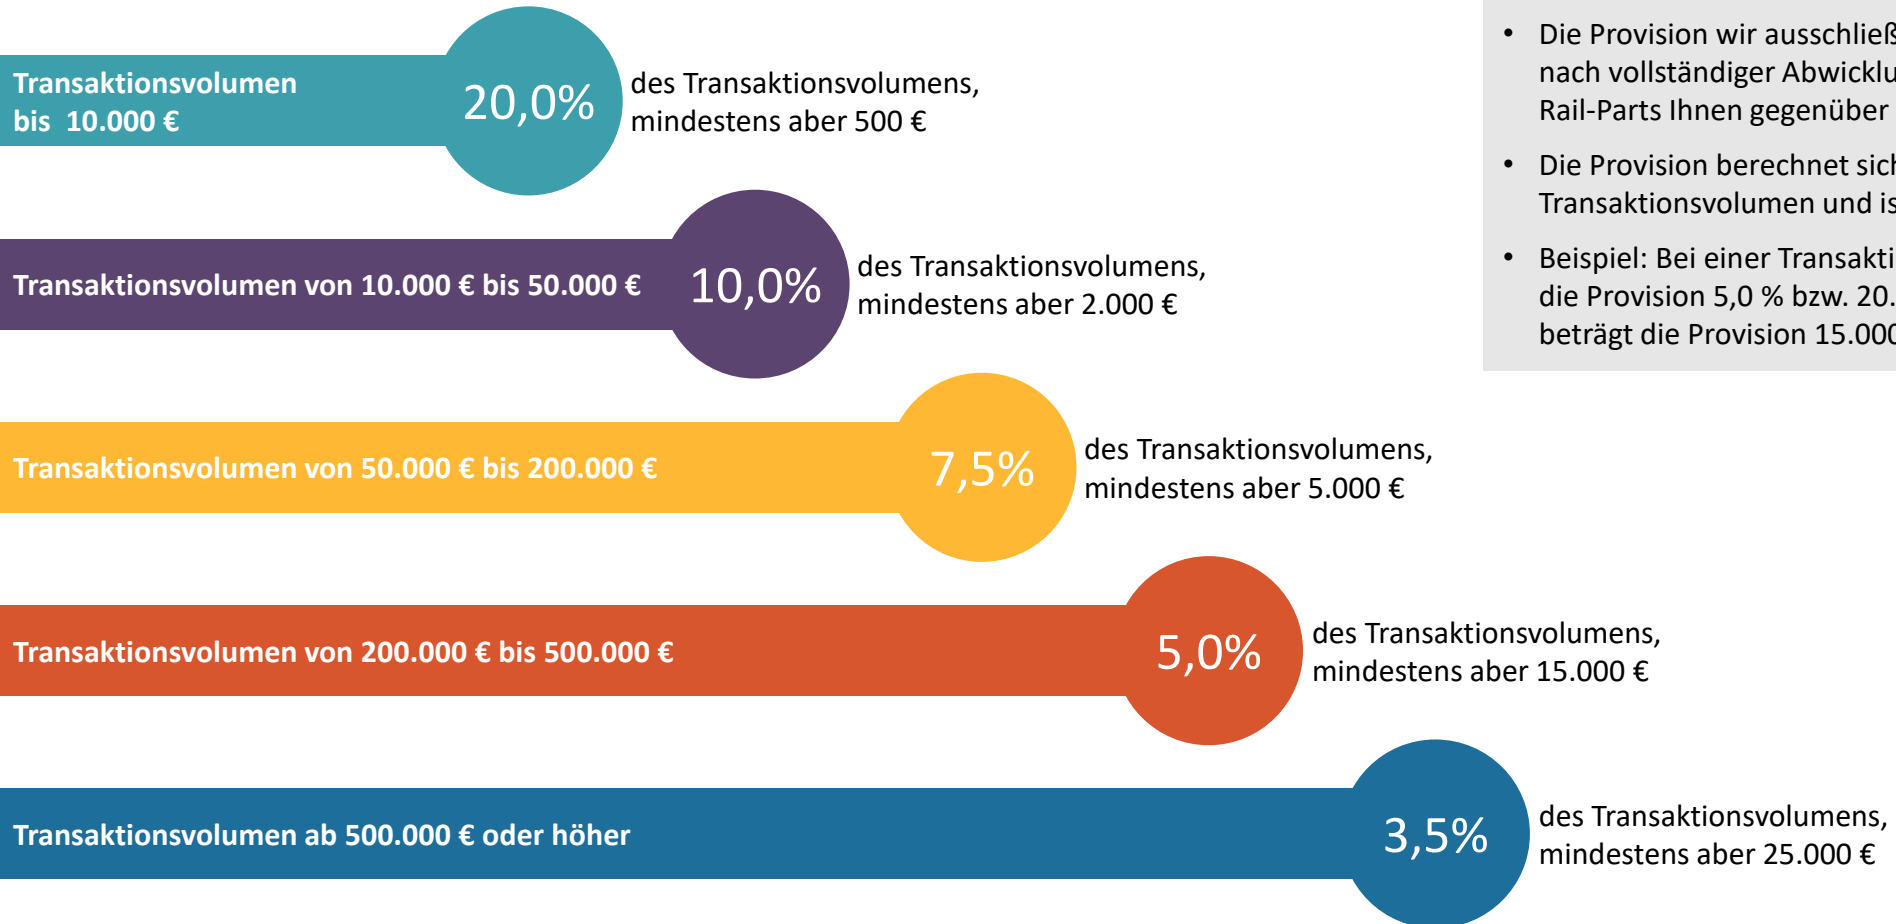 Transaktionsvolumen
bis 10.000 €
20,0%
des Transaktionsvolumens,
mindestens aber 500 €
Transaktionsvolumen von 10.000 € bis 50.000 €
10,0%
des Transaktionsvolumens,
mindestens aber 2.000 €
Transaktionsvolumen von 50.000 € bis 200.000 €
7,5%
des Transaktionsvolumens,
mindestens aber 5.000 €
Transaktionsvolumen von 200.000 € bis 500.000 €
5,0%
des Transaktionsvolumens,
mindestens aber 15.000 €
Transaktionsvolumen ab 500.000 € oder höher
3,5%
des Transaktionsvolumens,
mindestens aber 25.000 €
• Die Provision wir
nach vollständiger
Rail-Parts Ihnen gegenüber
• Die Provision berechnet
Transaktionsvolumen und
• Beispiel: Bei einer
die Provision 5,0 % bzw.
beträgt die Provision